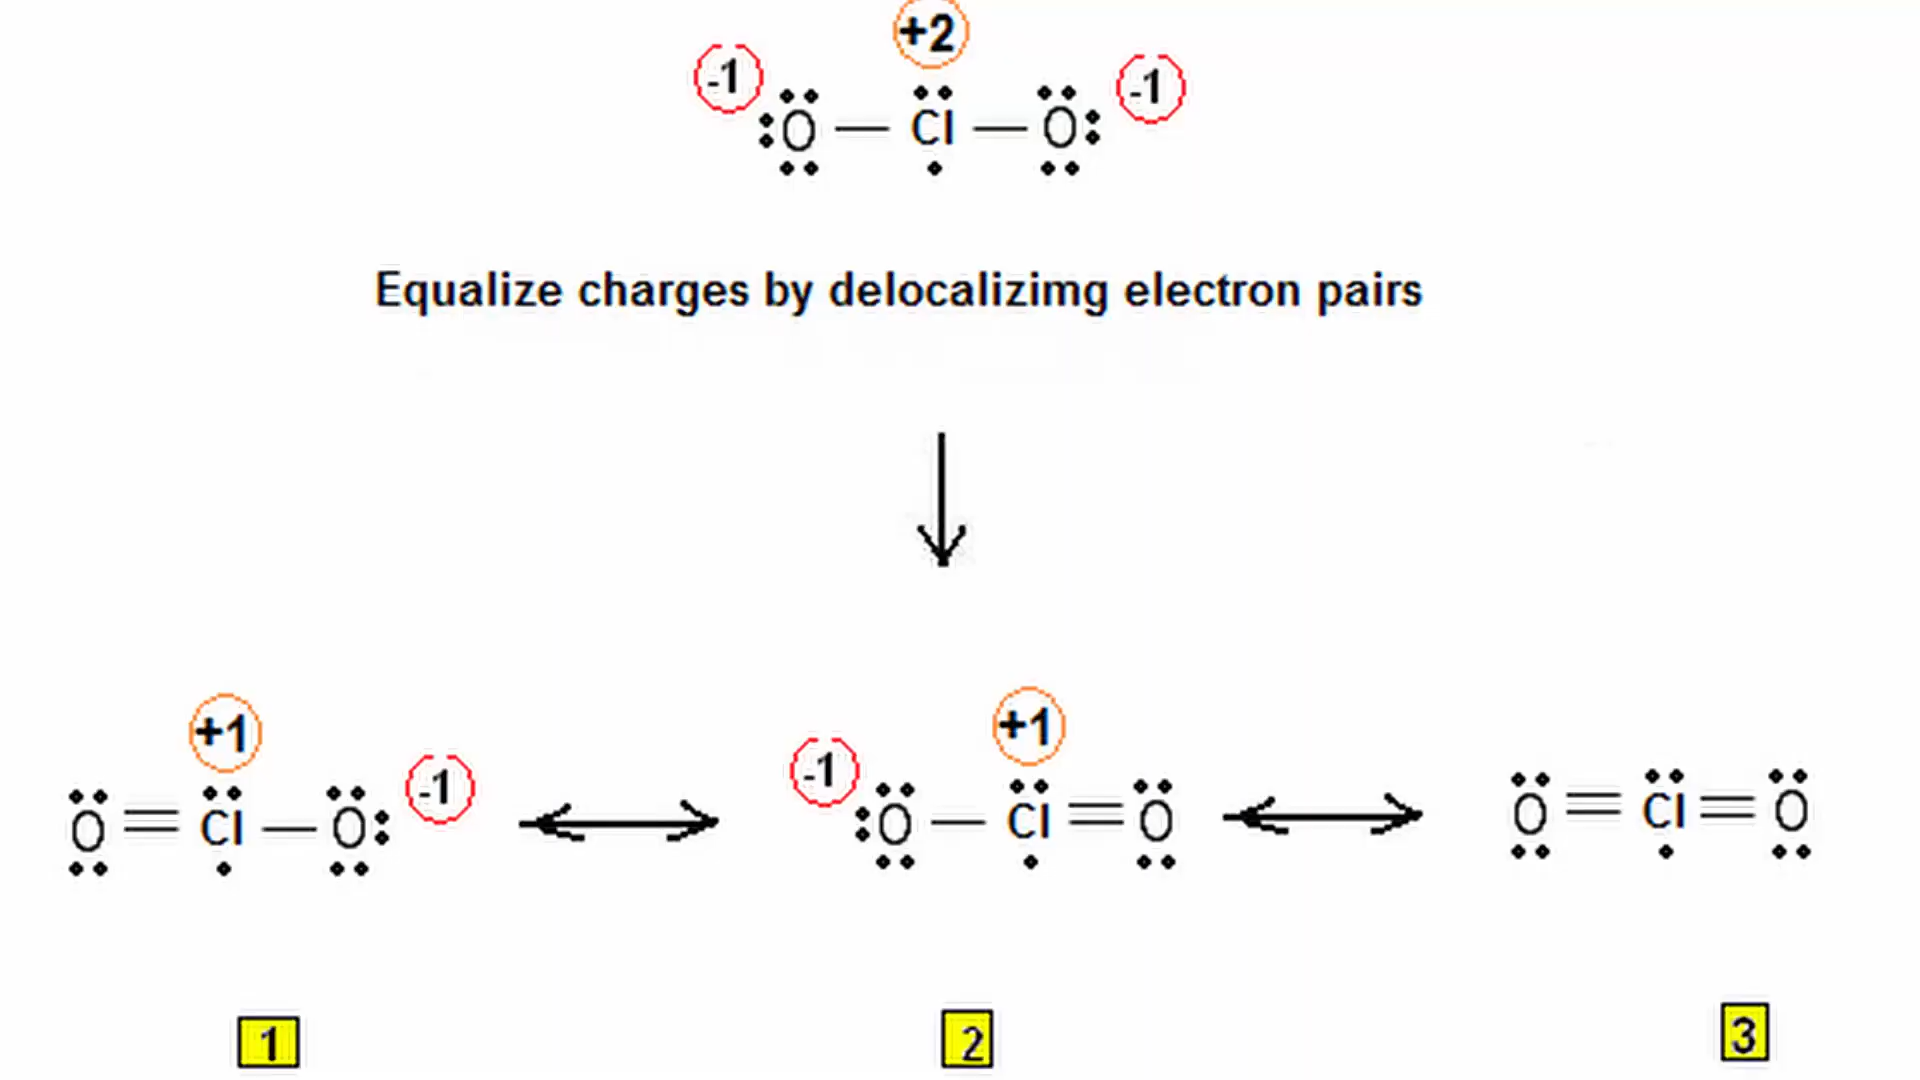 +2
-1 -1
O — Cl — O
Equalize charges by delocalizimg electron pairs
+1 +1
-1 -1
O = Cl — O O — Cl = O O = Cl = O
1 2 3